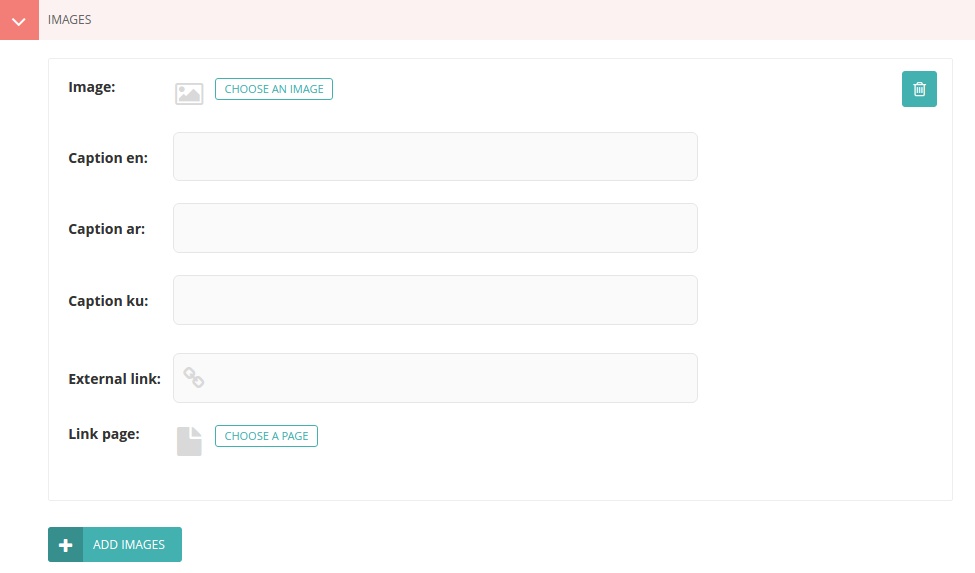 IMAGES
Image:
CHOOSE AN IMAGE
Caption en:
Caption ar:
Caption ku:
External link:
Link page:
CHOOSE A PAGE
ADD IMAGES